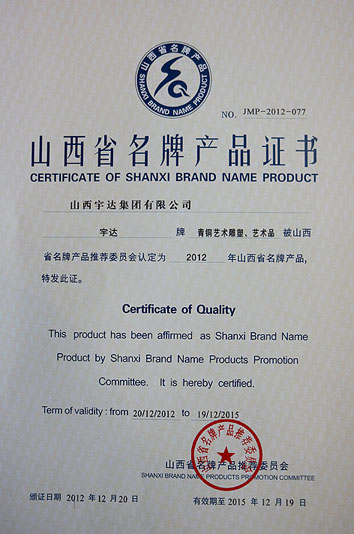 山西省名牌产品
SHANXI BRAND NAME PRODUCT
NO. JMP-2012-077
山西省名牌产品证书
CERTIFICATE OF SHANXI BRAND NAME PRODUCT
山西宇达集团有限公司
宇达 牌 青铜艺术雕塑、艺术品 被山西
省名牌产品推荐委员会认定为 2012 年山西省名牌产品,
特发此证。
Certificate of Quality
This product has been affirmed as Shanxi Brand Name
Product by Shanxi Brand Name Products Promotion
Committee. It is hereby certified.
Term of validity : from 20/12/2012 to 19/12/2015
山西省名牌产品推荐委员会
山西省名牌产品推荐委员会
SHANXI BRAND NAME PRODUCTS PROMOTION COMMITTEE
颁证日期 2012 年 12 月 20 日
有效期至 2015 年 12 月 19 日